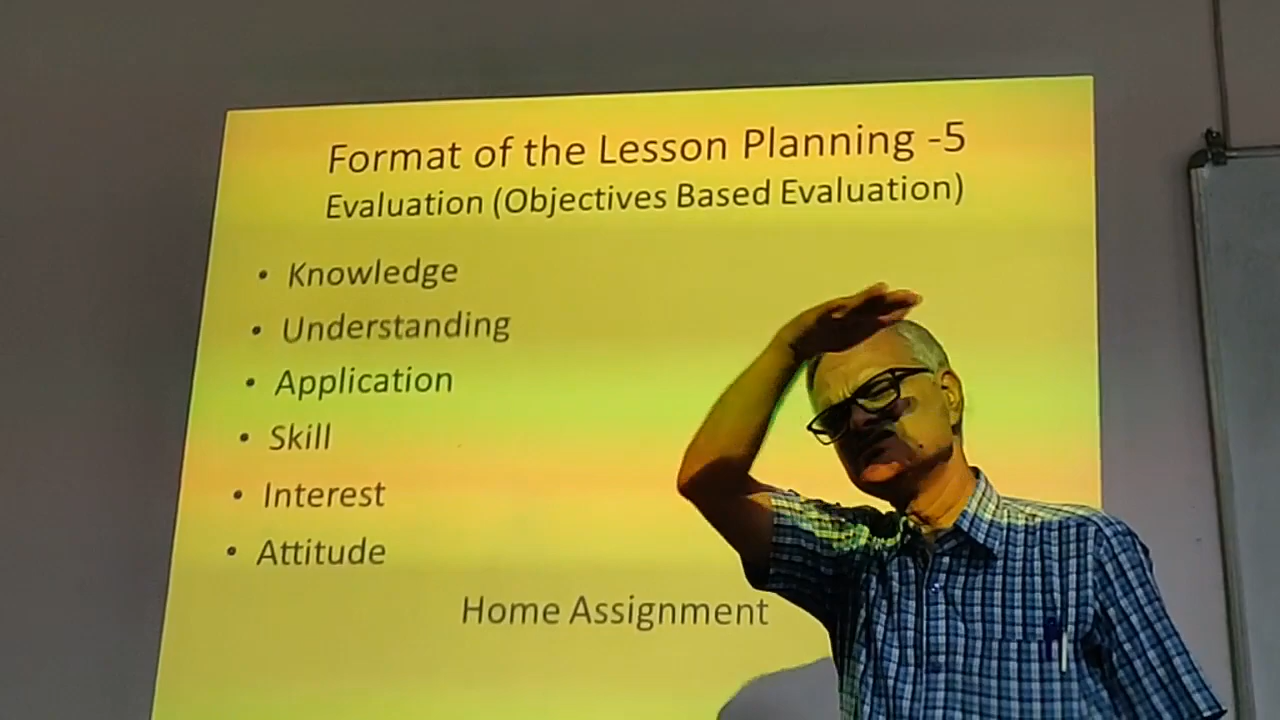 Format of the Lesson Planning -5
Evaluation (Objectives Based Evaluation)
• Knowledge
• Understanding
• Application
• Skill
• Interest
• Attitude
Home Assignment